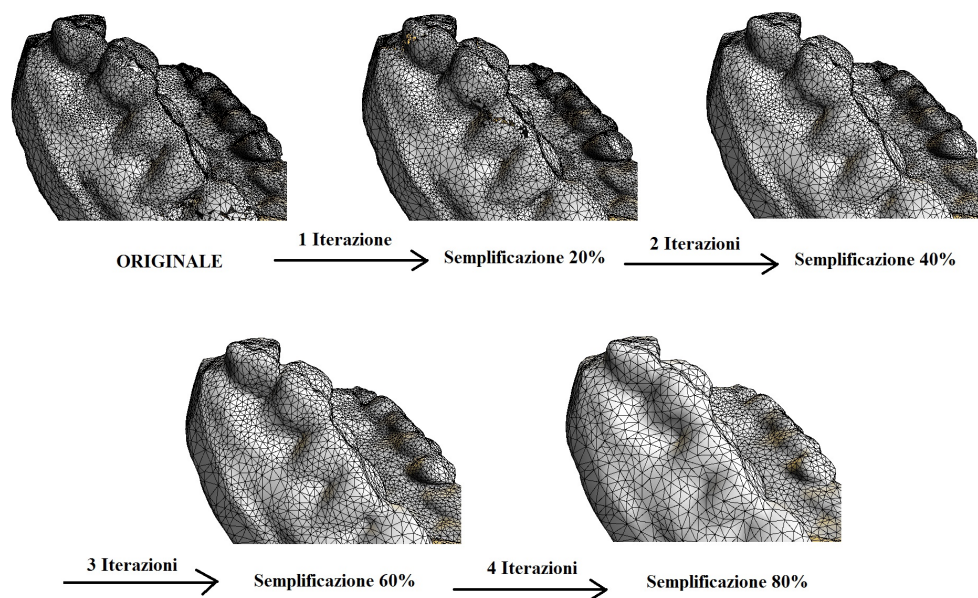 ORIGINALE
1 Iterazione
Semplificazione 20%
2 Iterazioni
Semplificazione 40%
3 Iterazioni
Semplificazione 60%
4 Iterazioni
Semplificazione 80%